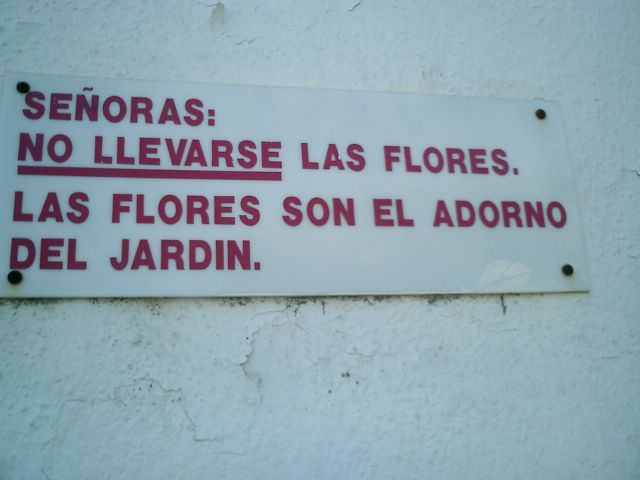 SEÑORAS:
NO LLEVARSE LAS FLORES.
LAS FLORES SON EL ADORNO
DEL JARDIN.